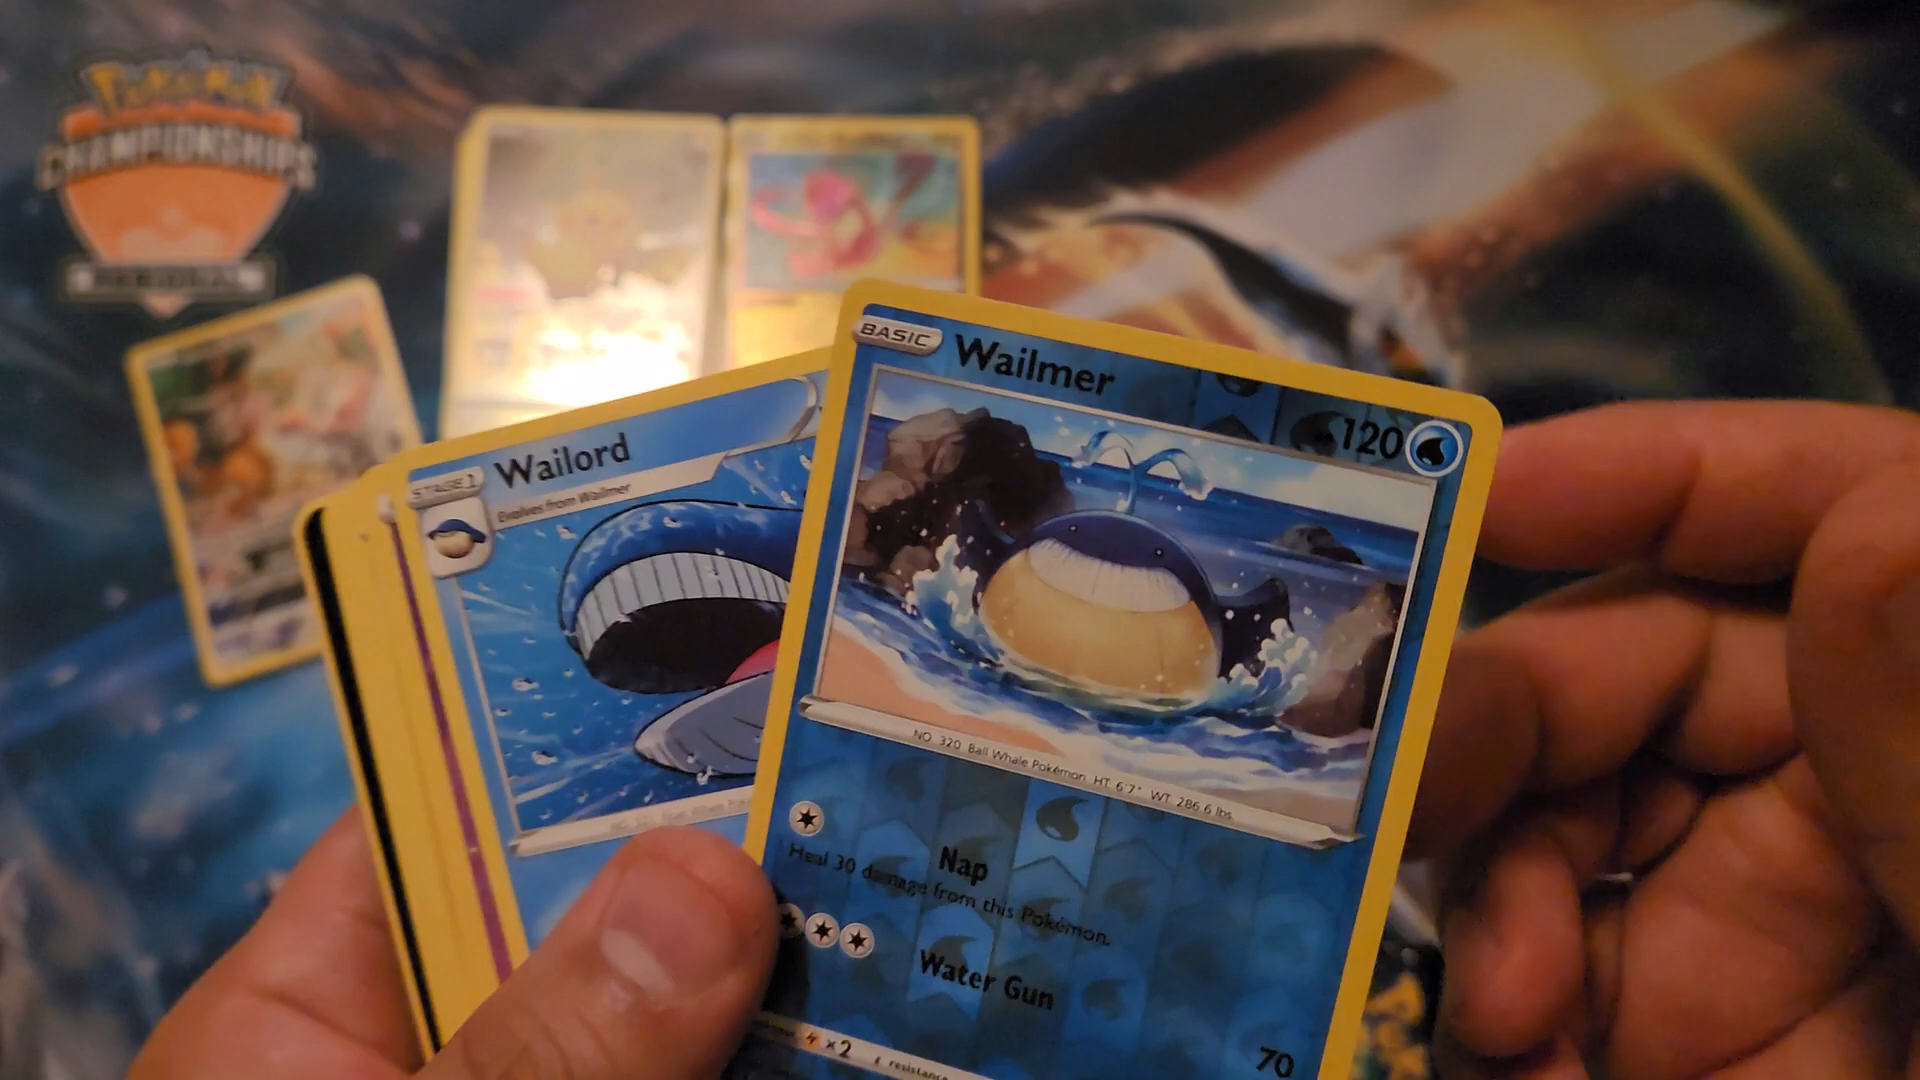 Pokémon
CHAMPIONSHIPS
REGIONAL
STAGE 1
Wailord
Evolves from Wailmer
BASIC
Wailmer
120
NO. 320 Ball Whale Pokémon HT 6'7" WT 286.6 lbs.
Nap
Heal 30 damage from this Pokémon.
Water Gun
70
×2
resistance